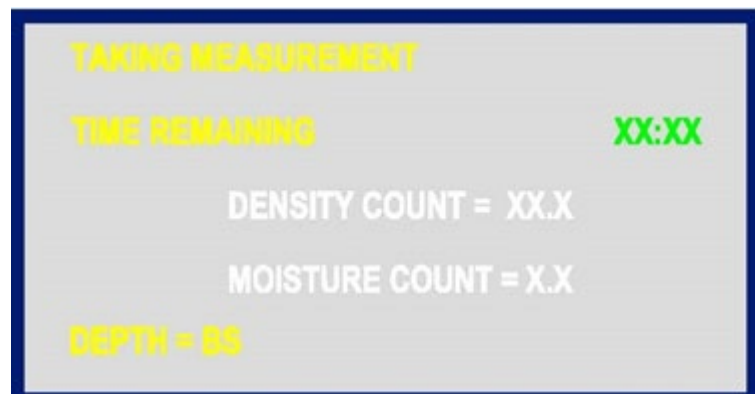 TAKING MEASUREMENT
TIME REMAINING XX:XX
DENSITY COUNT = XX.X
MOISTURE COUNT = X.X
DEPTH = BS